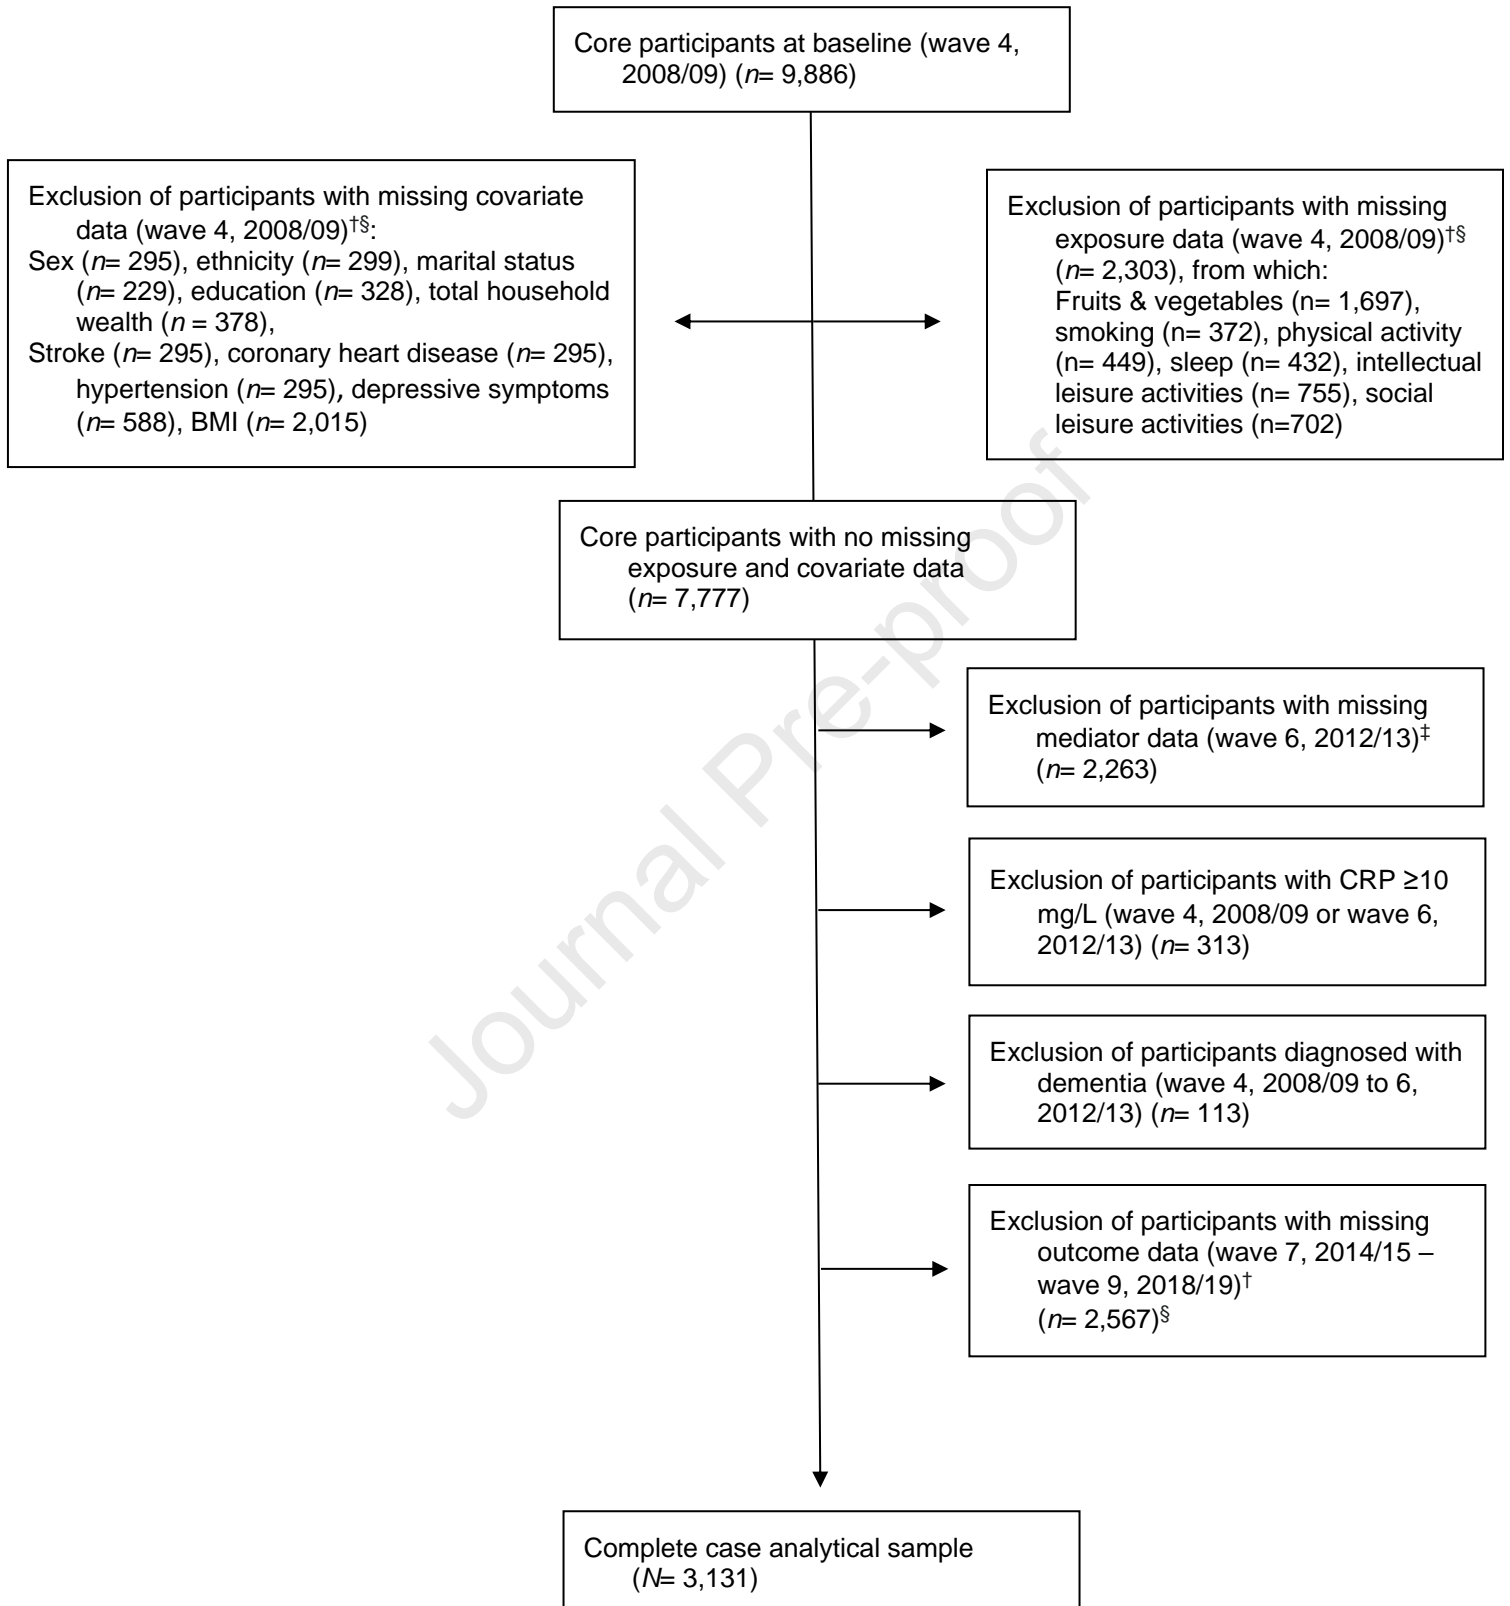 Core participants at baseline (wave 4,
2008/09) (n= 9,886)
Exclusion of participants with missing covariate
data (wave 4, 2008/09)†§:
Sex (n= 295), ethnicity (n= 299), marital status
(n= 229), education (n= 328), total household
wealth (n = 378),
Stroke (n= 295), coronary heart disease (n= 295),
hypertension (n= 295), depressive symptoms
(n= 588), BMI (n= 2,015)
Exclusion of participants with missing
exposure data (wave 4, 2008/09)†§
(n= 2,303), from which:
Fruits & vegetables (n= 1,697),
smoking (n= 372), physical activity
(n= 449), sleep (n= 432), intellectual
leisure activities (n= 755), social
leisure activities (n=702)
Core participants with no missing
exposure and covariate data
(n= 7,777)
Exclusion of participants with missing
mediator data (wave 6, 2012/13)‡
(n= 2,263)
Exclusion of participants with CRP ≥10
mg/L (wave 4, 2008/09 or wave 6,
2012/13) (n= 313)
Exclusion of participants diagnosed with
dementia (wave 4, 2008/09 to 6,
2012/13) (n= 113)
Exclusion of participants with missing
outcome data (wave 7, 2014/15 –
wave 9, 2018/19)†
(n= 2,567)§
Complete case analytical sample
(N= 3,131)
Journal Pre-proof